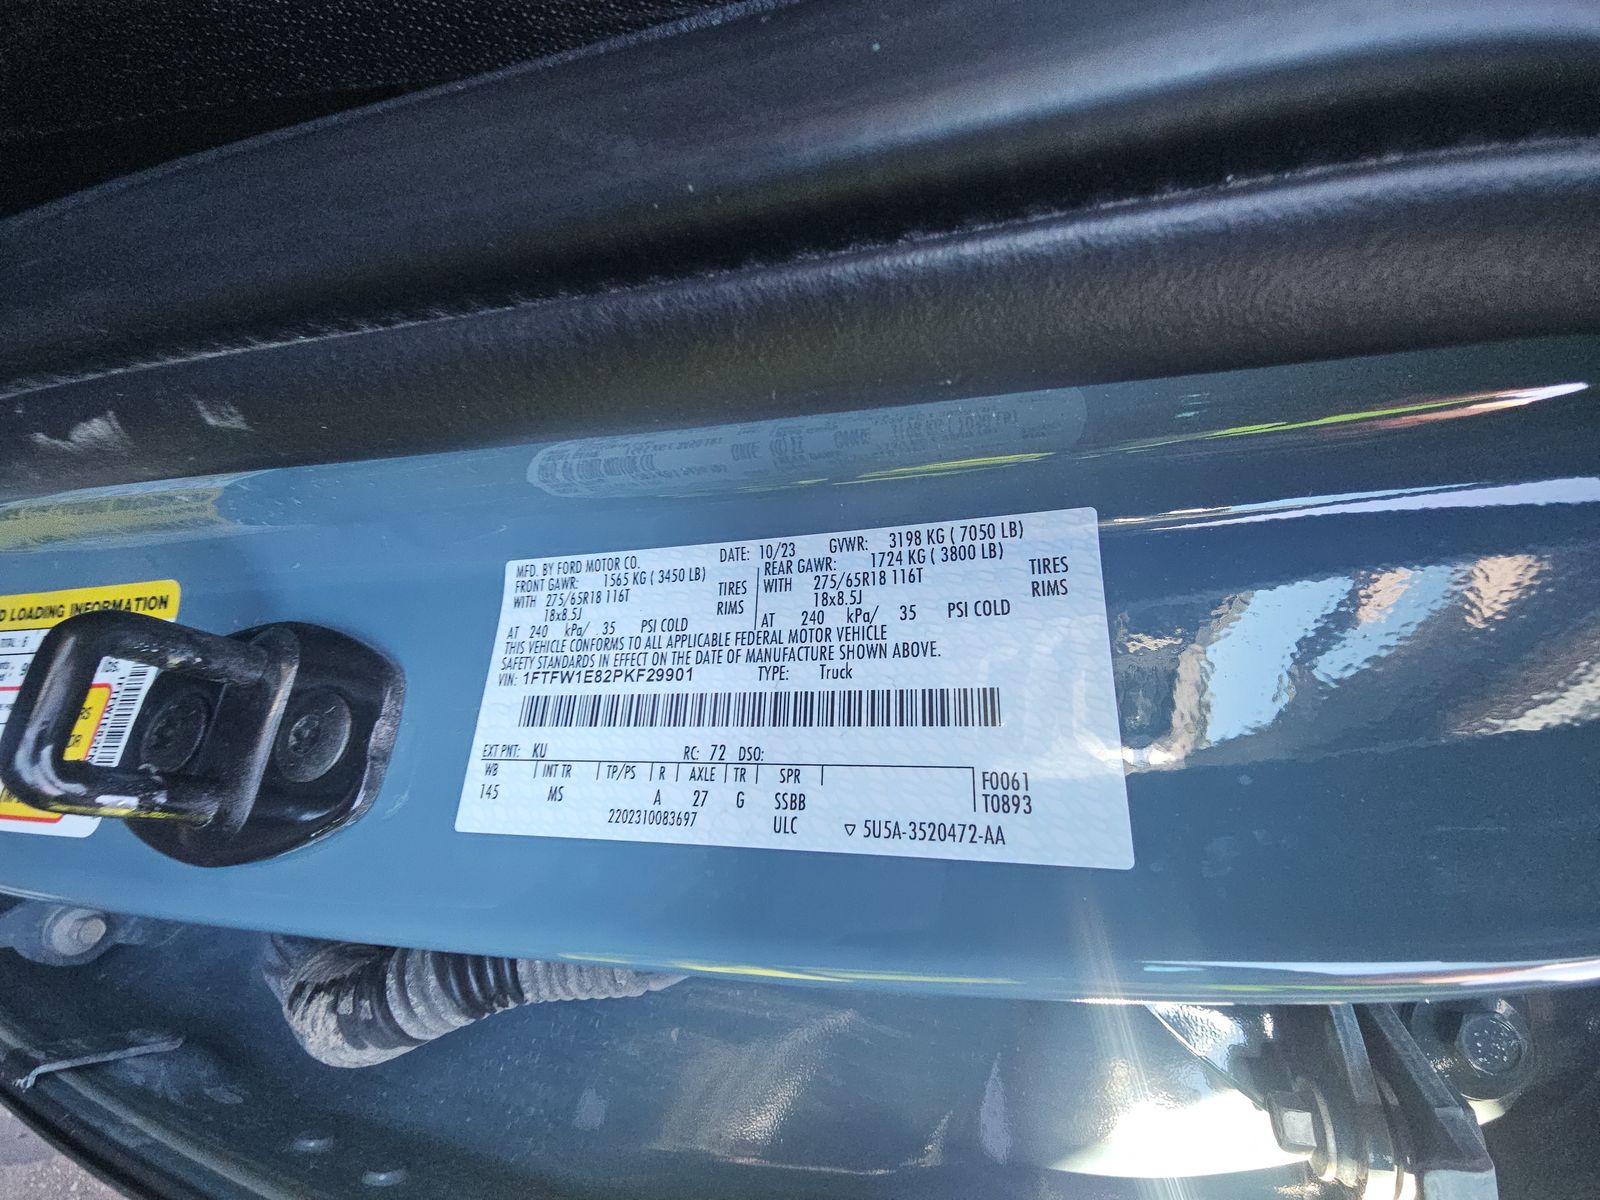 MFD. BY FORD MOTOR CO. DATE: 10/23 GVWR: 3198 KG ( 7050 LB)
FRONT GAWR: 1565 KG ( 3450 LB) REAR GAWR: 1724 KG ( 3800 LB)
WITH 275/65R18 116T TIRES WITH 275/65R18 116T TIRES
18x8.5J RIMS 18x8.5J RIMS
AT 240 kPa/ 35 PSI COLD AT 240 kPa/ 35 PSI COLD
THIS VEHICLE CONFORMS TO ALL APPLICABLE FEDERAL MOTOR VEHICLE
SAFETY STANDARDS IN EFFECT ON THE DATE OF MANUFACTURE SHOWN ABOVE.
VIN: 1FTFW1E82PKF29901 TYPE: Truck
EXT PNT: KU RC: 72 DSO:
WB INT TR TP/PS R AXLE TR SPR F0061
145 MS A 27 G SSBB T0893
2202310083697 ULC ▽ 5U5A-3520472-AA
D LOADING INFORMATION